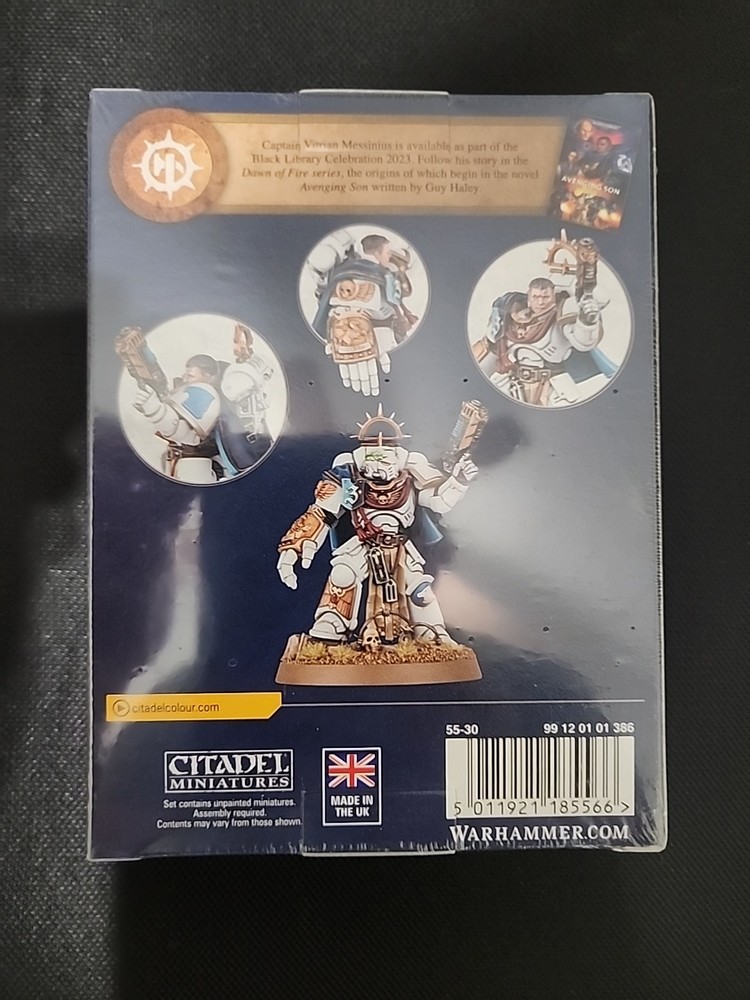 Captain Vitrian Messinius is available as part of the
Black Library Celebration 2023. Follow his story in the
Dawn of Fire series, the origins of which begin in the novel
Avenging Son written by Guy Haley
AVENGING SON
citadelcolour.com
55-30 99 12 01 01 386
CITADEL
MINIATURES
Set contains unpainted miniatures.
Assembly required.
Contents may vary from those shown.
MADE IN
THE UK
5 011921 185566 >
WARHAMMER.COM